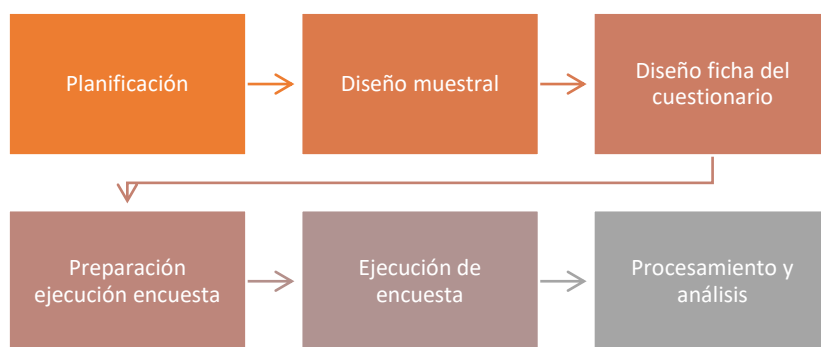 Planificación
Diseño muestral
Diseño ficha del
cuestionario
Preparación
ejecución encuesta
Ejecución de
encuesta
Procesamiento y
análisis